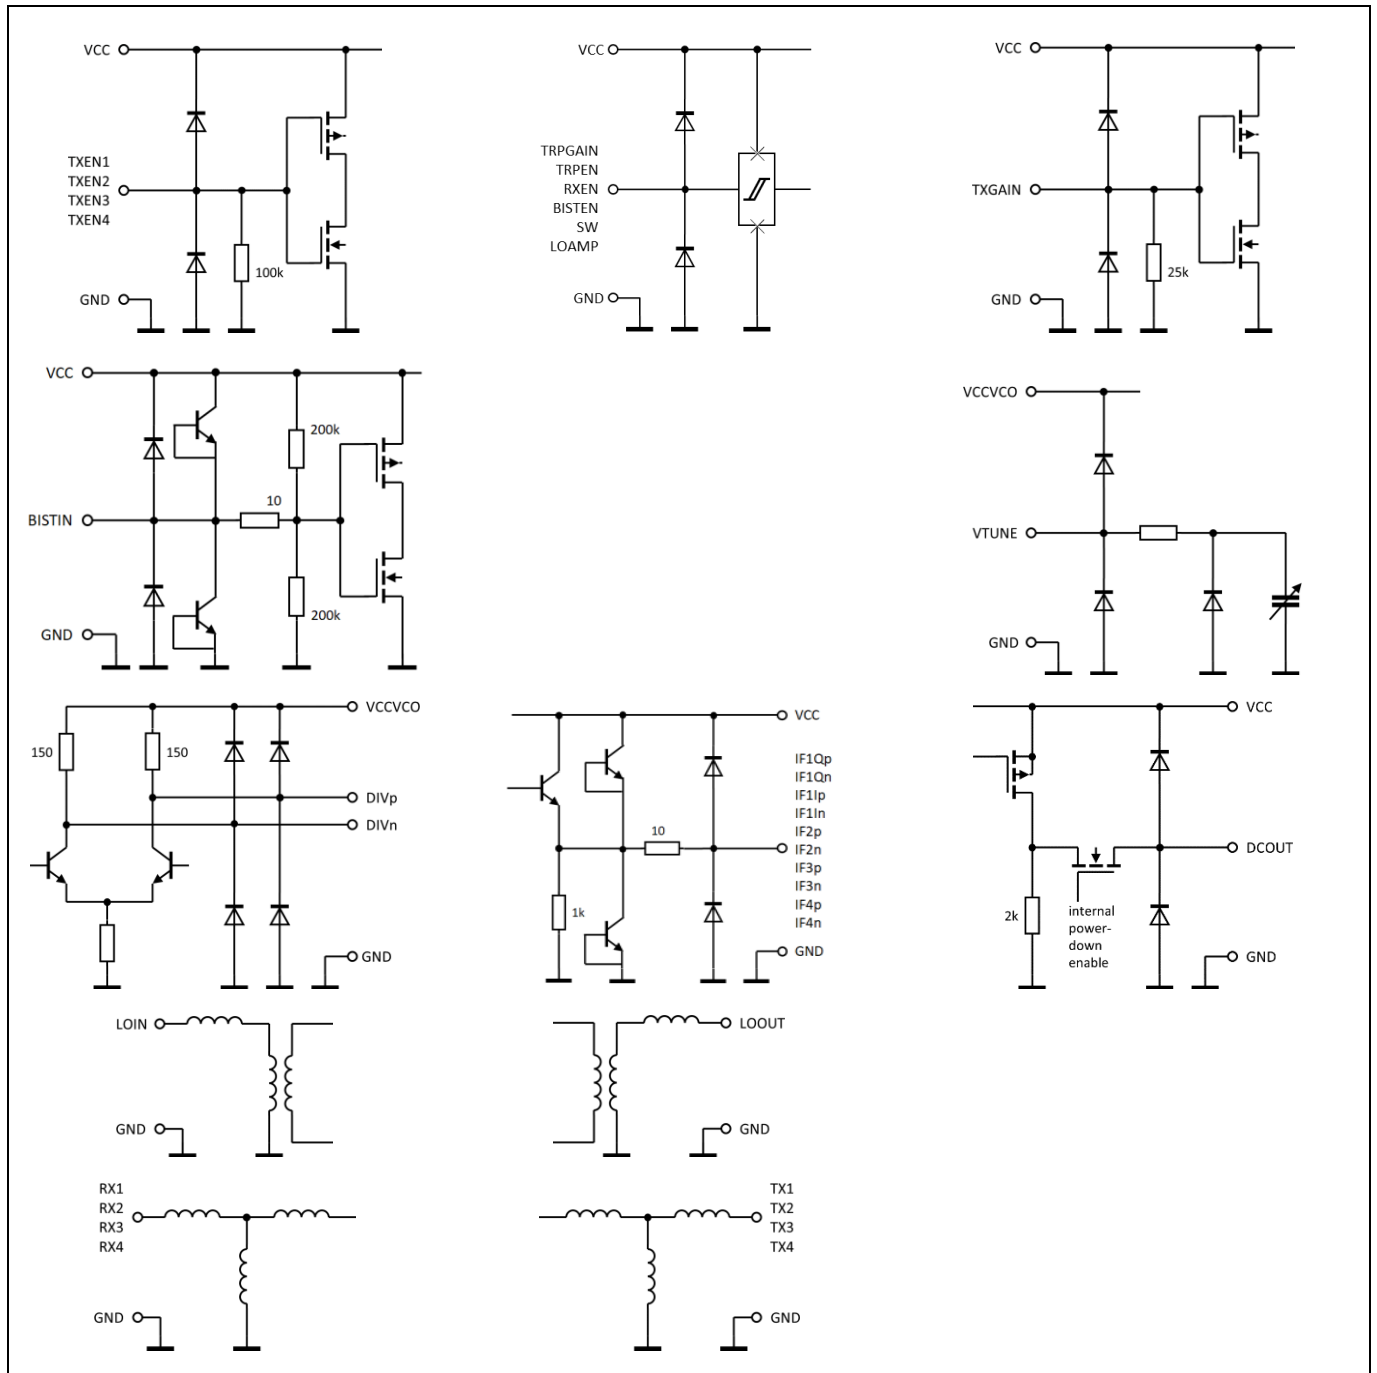 VCC
TXEN1
TXEN2
TXEN3
TXEN4
100k
GND
VCC
TRPGAIN
TRPEN
RXEN
BISTEN
SW
LOAMP
GND
VCC
TXGAIN
25k
GND
VCC
200k
10
BISTIN
200k
GND
VCCVCO
VTUNE
GND
VCCVCO
150
150
DIVp
DIVn
GND
VCC
IF1Qp
IF1Qn
IF1Ip
IF1In
IF2p
10
IF2n
IF3p
IF3n
1k
IF4p
IF4n
GND
VCC
DCOUT
2k
internal
power-
down
enable
GND
LOIN
GND
LOOUT
GND
RX1
RX2
RX3
RX4
GND
TX1
TX2
TX3
TX4
GND